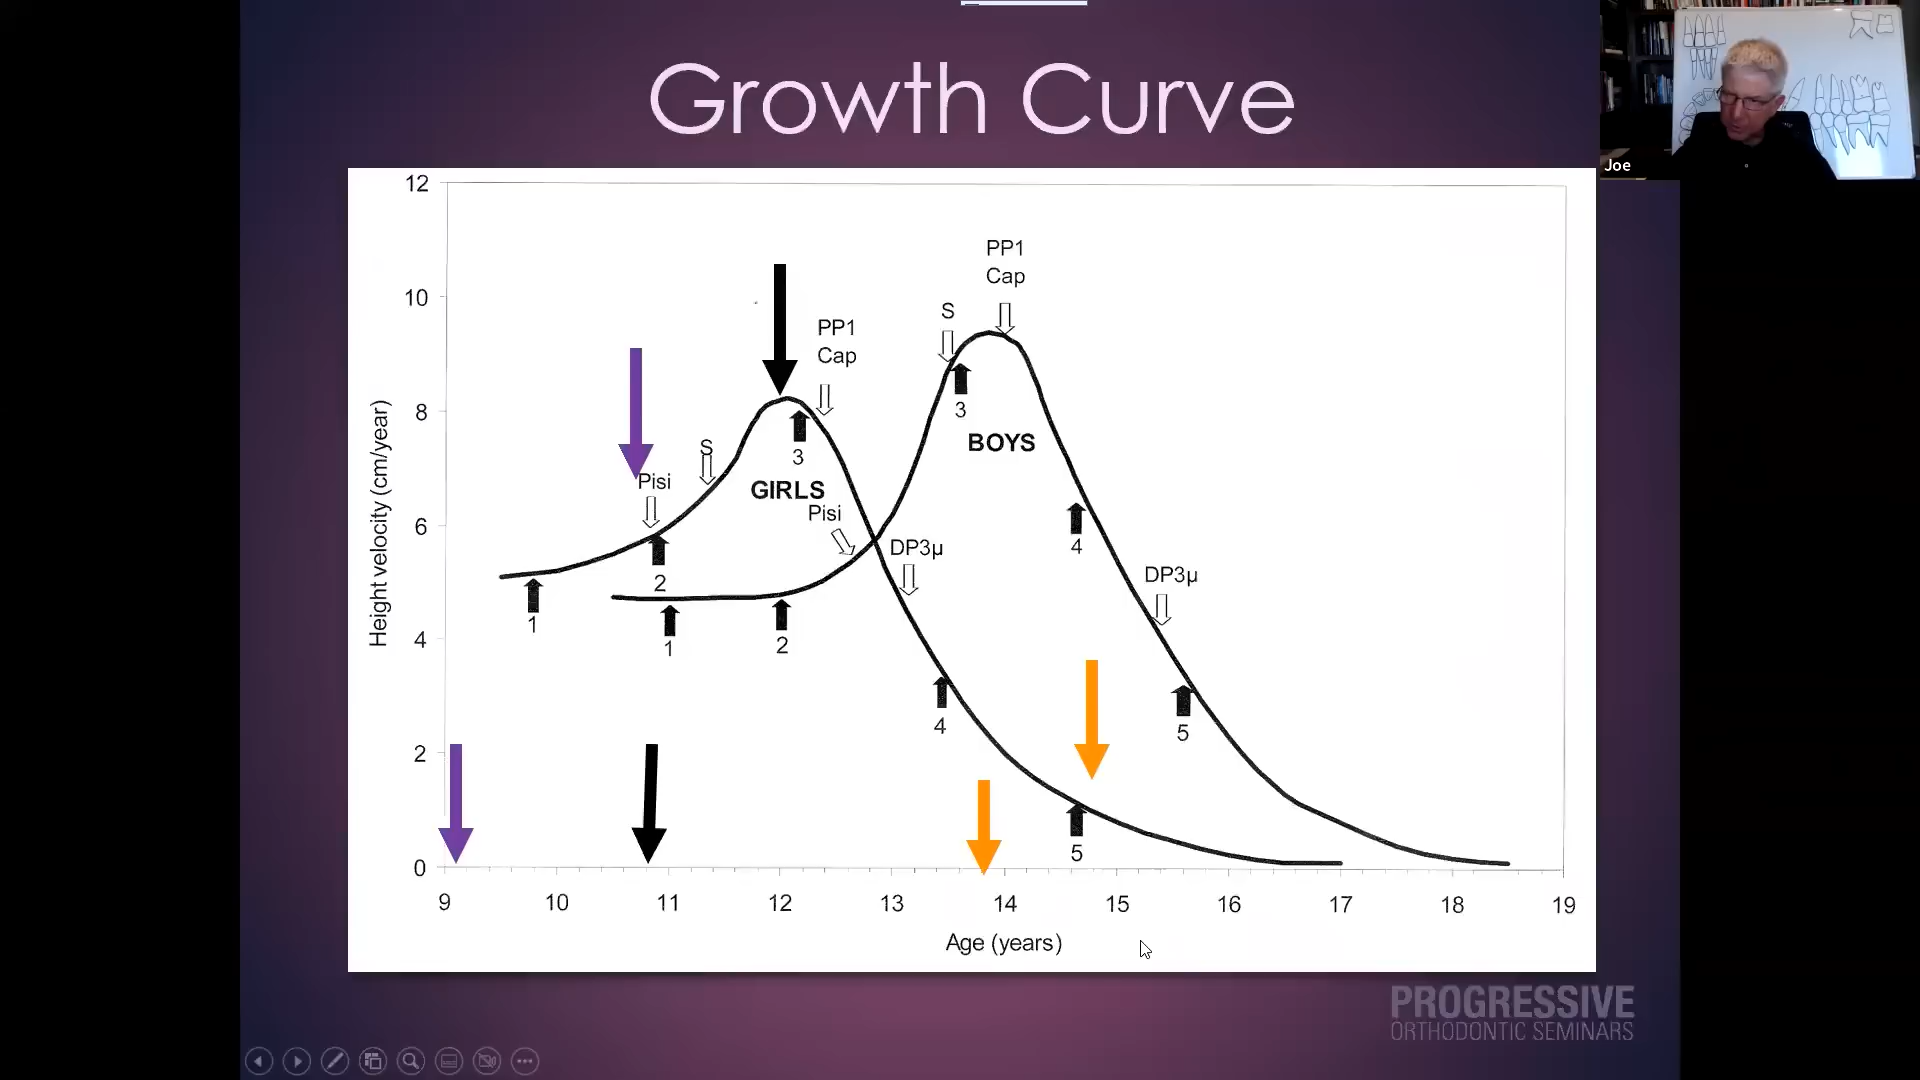 Growth Curve
Joe
12
10
8
6
4
2
0
Height velocity (cm/year)
PP1
Cap
S
PP1
Cap
3
BOYS
S
3
Pisi
GIRLS
Pisi
DP3µ
4
2
DP3µ
1
1
2
4
5
5
9
10
11
12
13
14
15
16
17
18
19
Age (years)
PROGRESSIVE
ORTHODONTIC SEMINARS